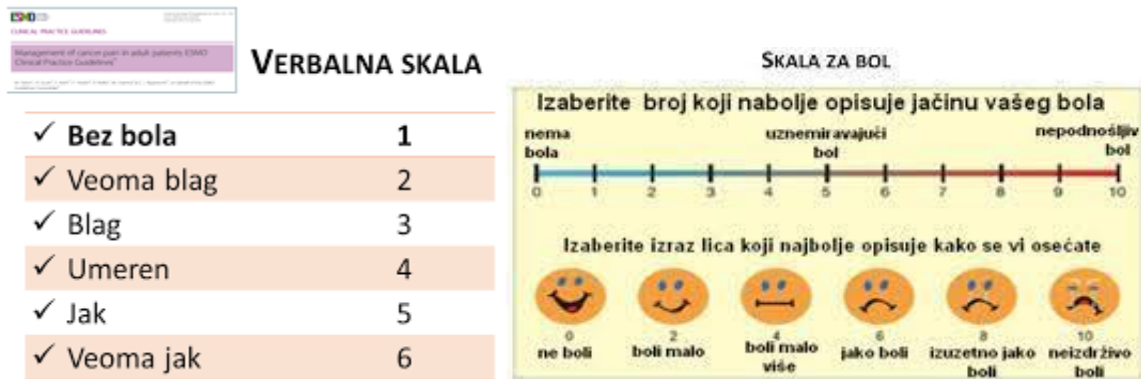 CLINICAL PRACTICE GUIDELINES
Management of cancer pain in adult patients: ESMO
Clinical Practice Guidelines
VERBALNA SKALA
✓ Bez bola 1
✓ Veoma blag 2
✓ Blag 3
✓ Umeren 4
✓ Jak 5
✓ Veoma jak 6
SKALA ZA BOL
Izaberite broj koji nabolje opisuje jačinu vašeg bola
nema bola
uznemiravajući bol
nepodnošljiv bol
0 1 2 3 4 5 6 7 8 9 10
Izaberite izraz lica koji najbolje opisuje kako se vi osećate
0 2 4 6 8 10
ne boli
boli malo
boli malo više
jako boli
izuzetno jako boli
neizdrživo boli